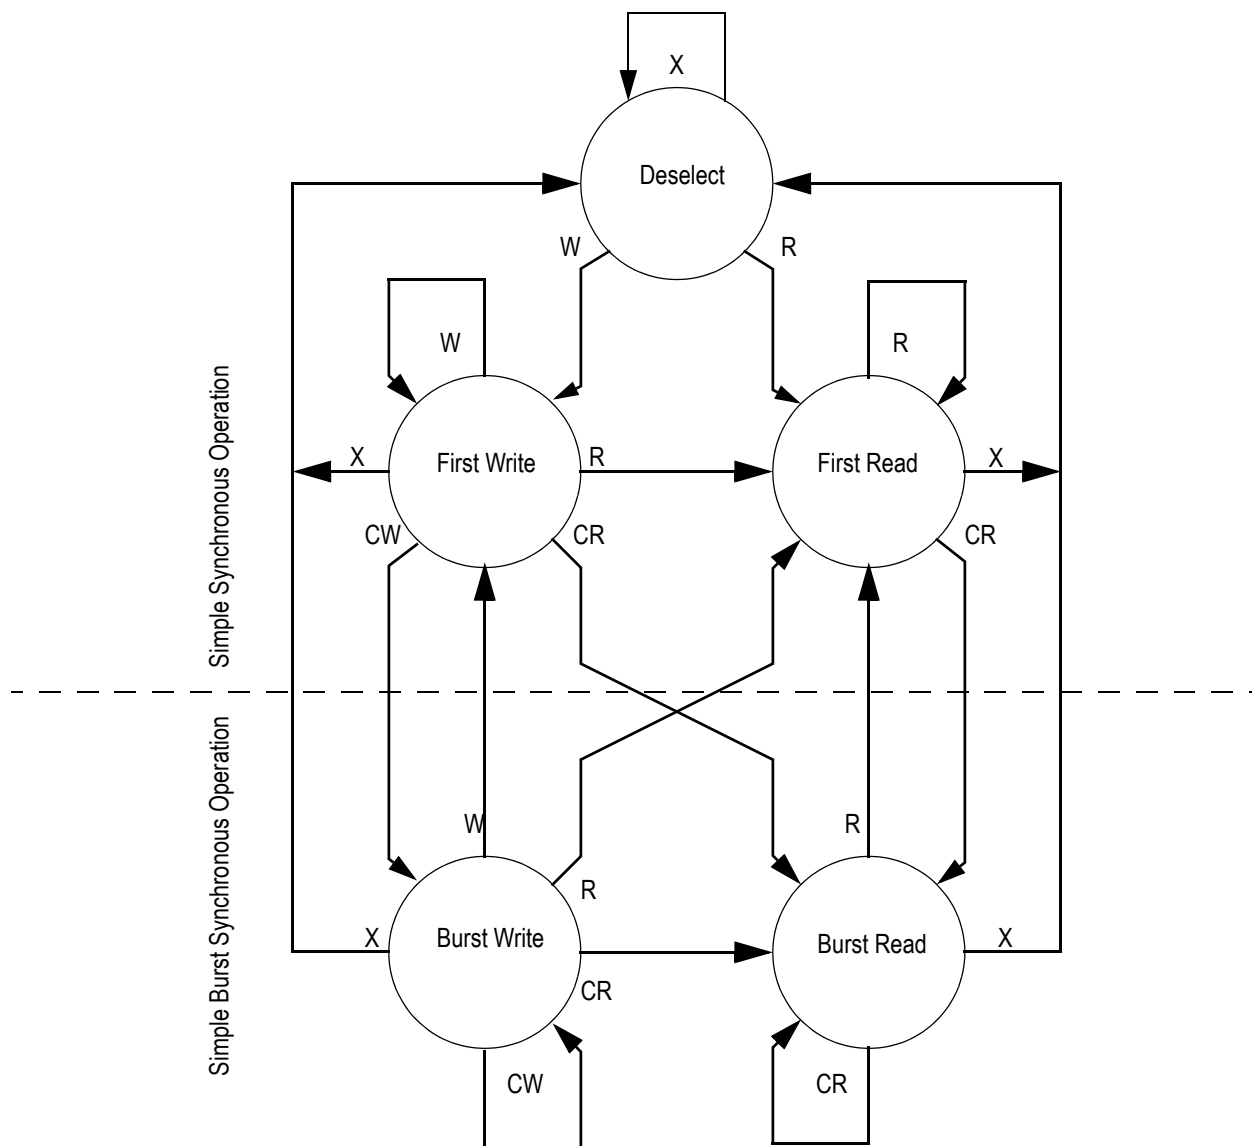 X
Deselect
W
R
W
R
Simple Synchronous Operation
X
First Write
R
First Read
X
CW
CR
CR
Simple Burst Synchronous Operation
W
R
R
X
Burst Write
Burst Read
X
CR
CW
CR